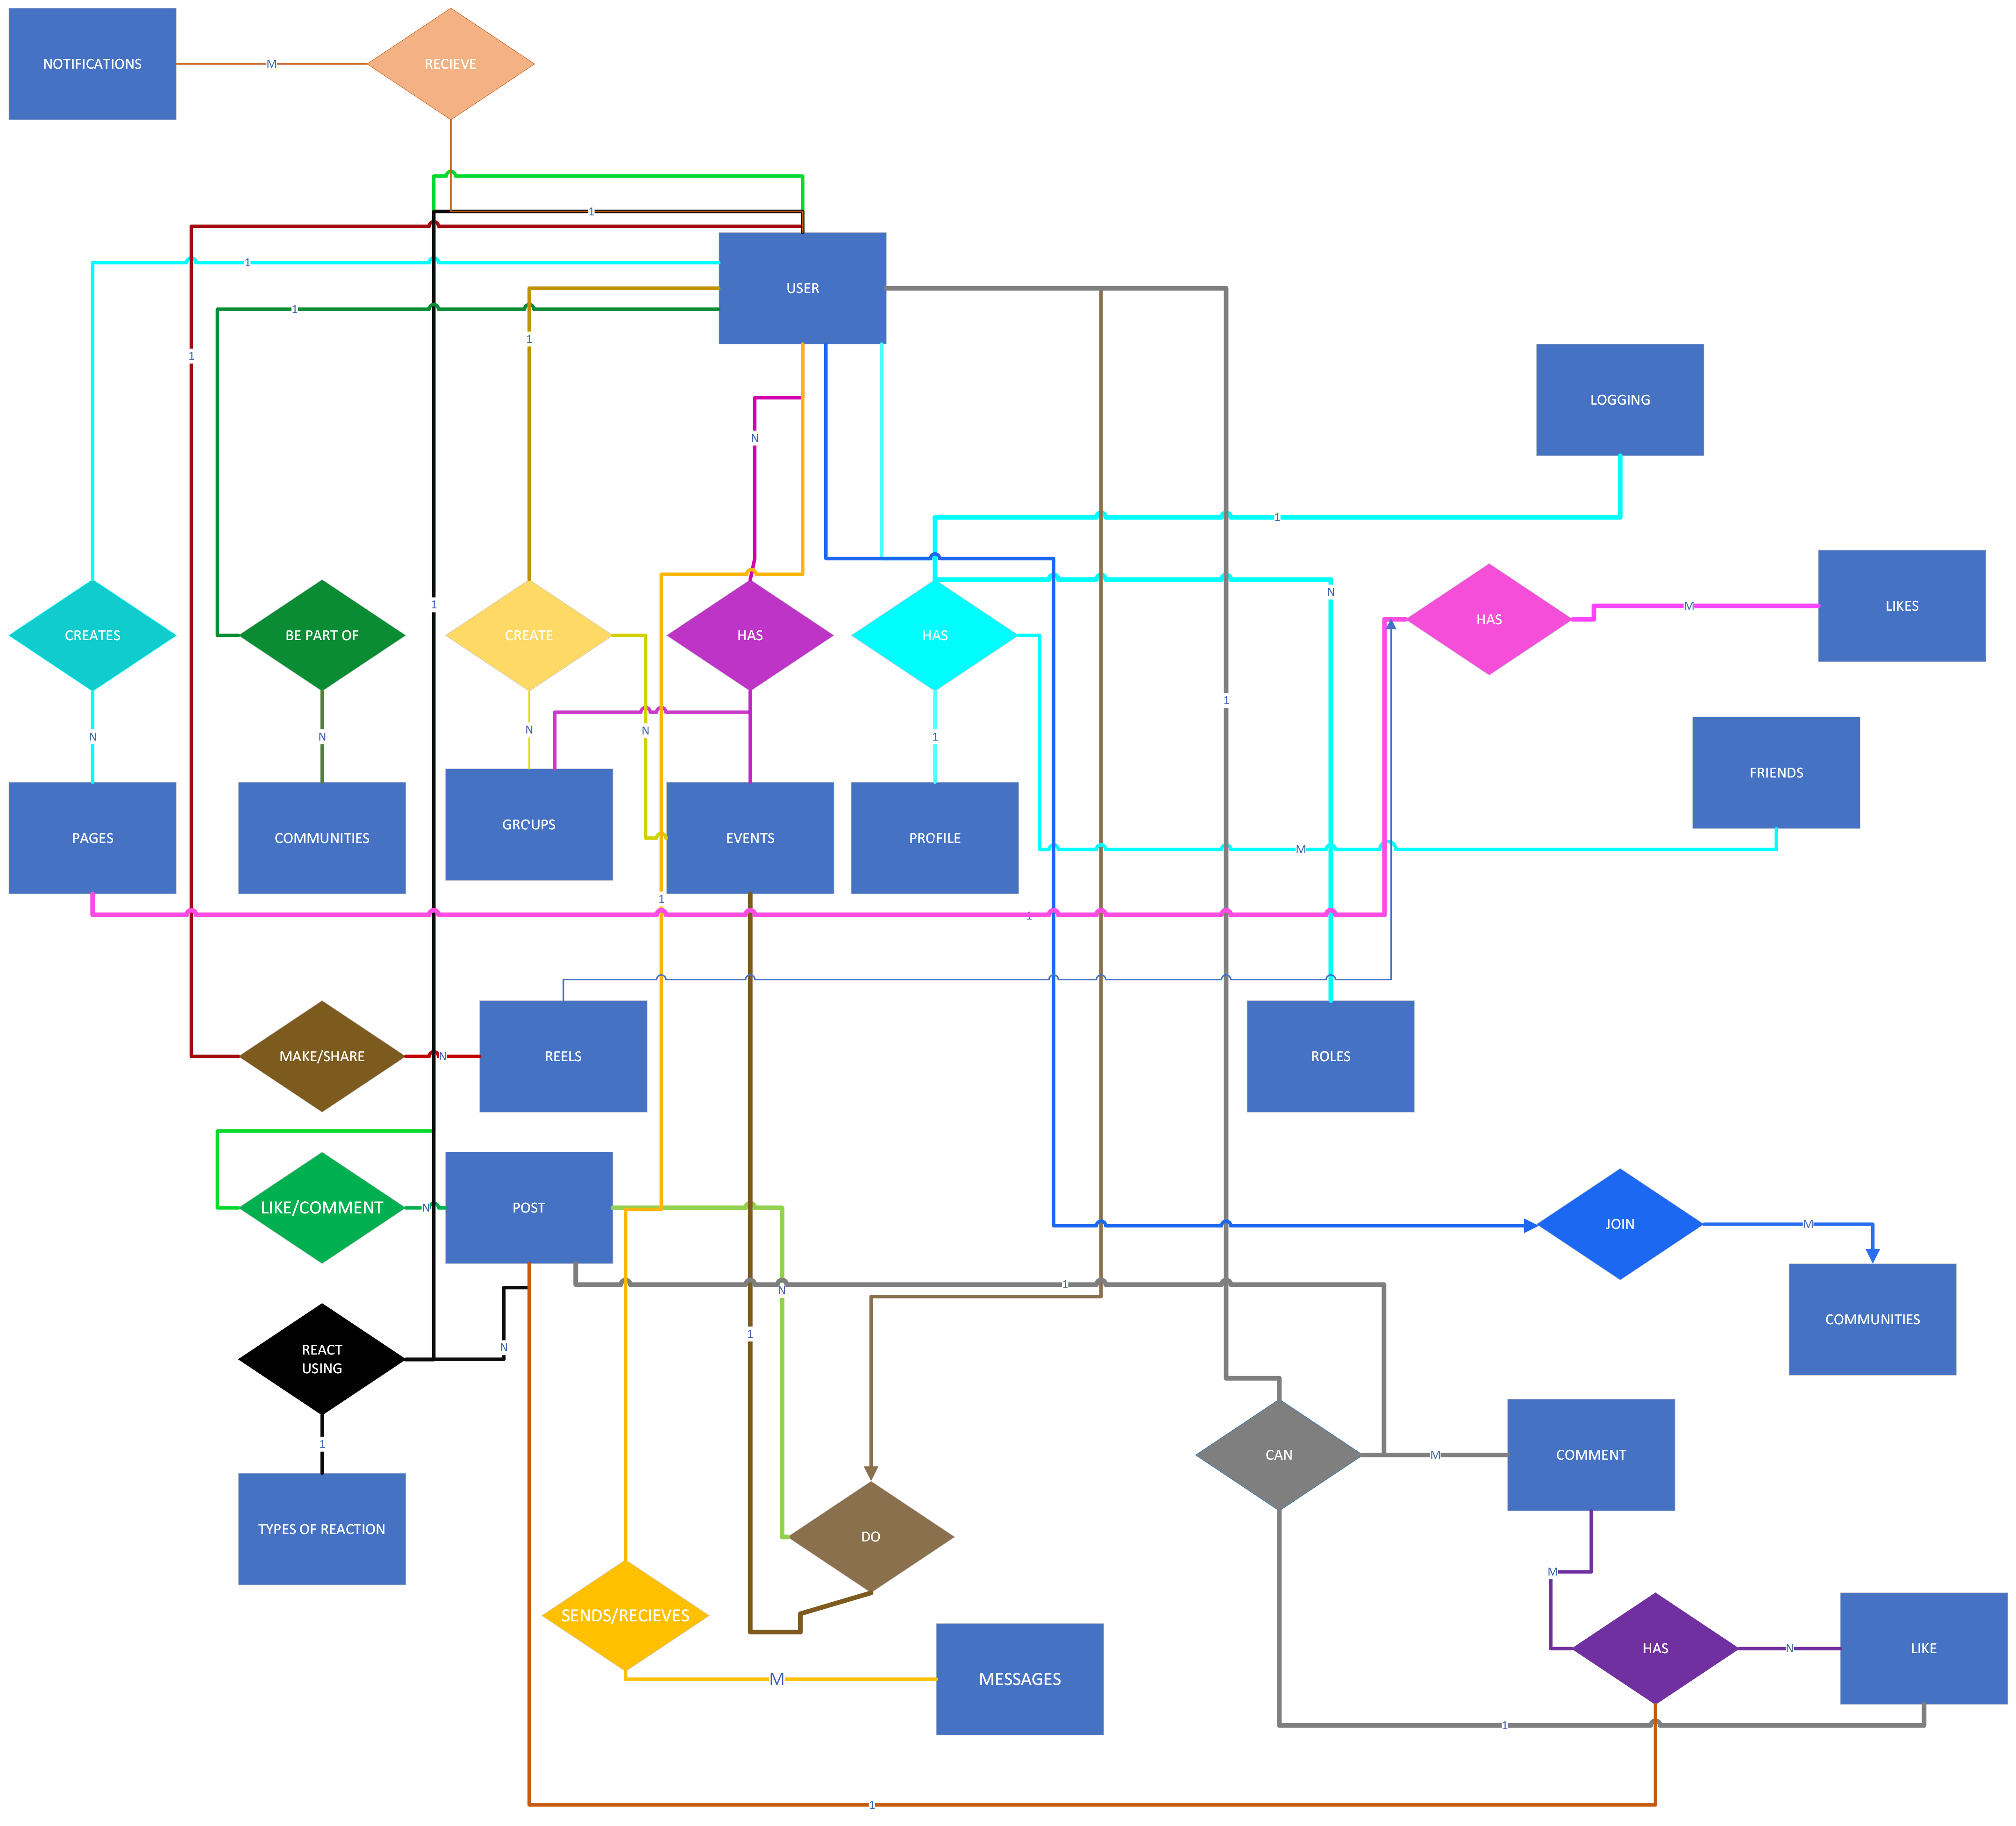 NOTIFICATIONS
M
RECIEVE
1
1
USER
1
1
1
N
LOGGING
1
1
CREATES
BE PART OF
CREATE
HAS
HAS
N
HAS
M
LIKES
1
N
N
N
N
1
FRIENDS
PAGES
COMMUNITIES
GROUPS
EVENTS
PROFILE
M
1
1
MAKE/SHARE
N
REELS
ROLES
LIKE/COMMENT
N
POST
JOIN
M
1
N
COMMUNITIES
REACT
USING
N
1
1
CAN
M
COMMENT
TYPES OF REACTION
DO
M
SENDS/RECIEVES
HAS
N
LIKE
M
MESSAGES
1
1